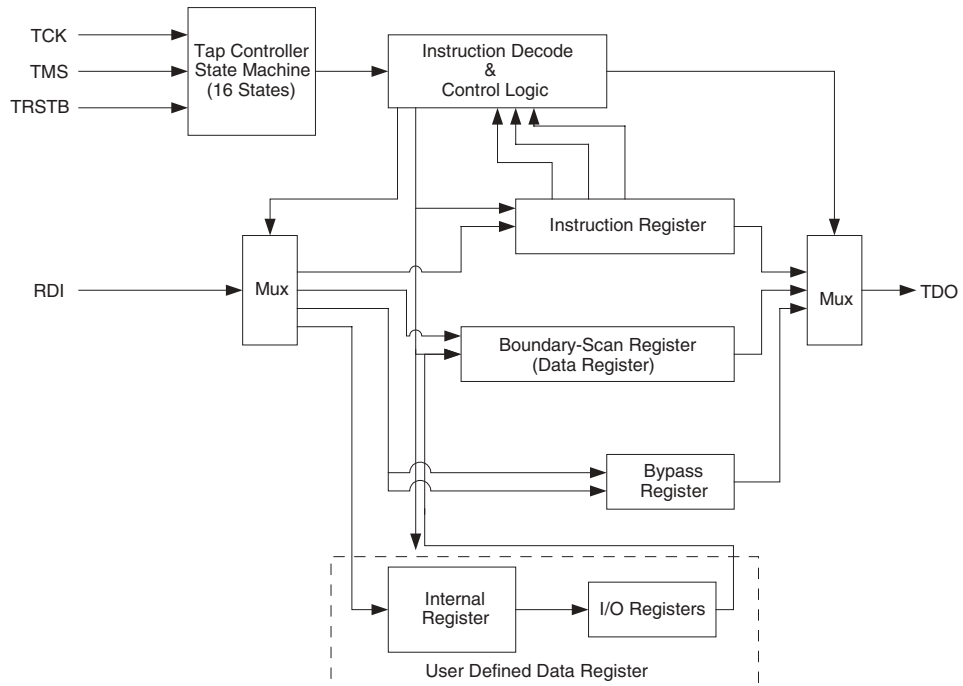 TCK
TMS
TRSTB
Tap Controller
State Machine
(16 States)
Instruction Decode
&
Control Logic
Instruction Register
RDI
Mux
Mux
TDO
Boundary-Scan Register
(Data Register)
Bypass
Register
Internal
Register
I/O Registers
User Defined Data Register